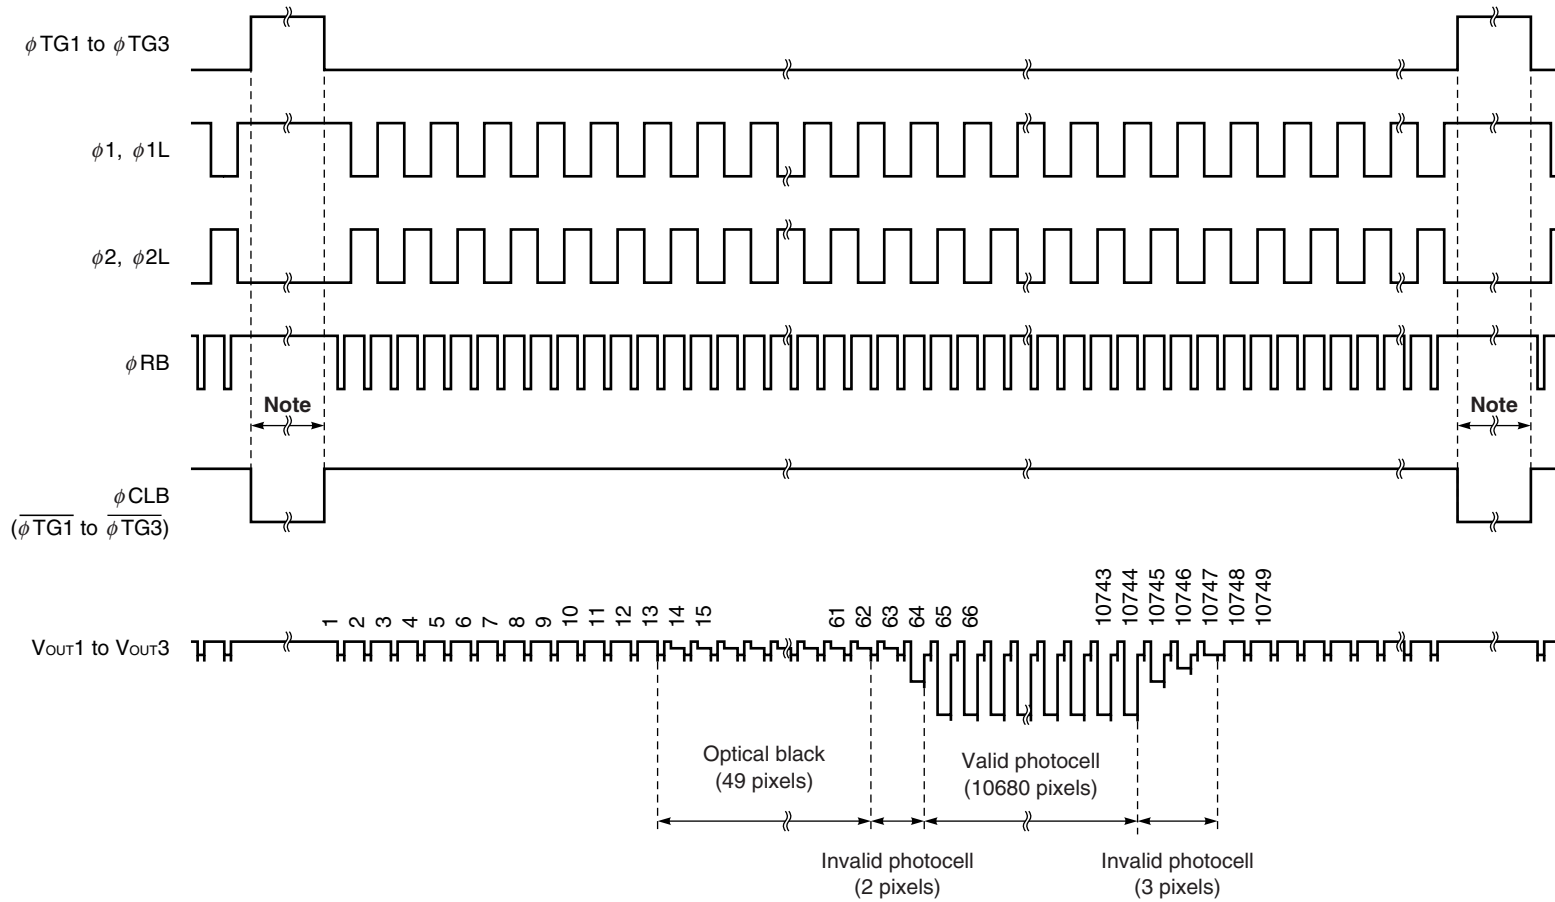 ϕTG1 to ϕTG3
ϕ1, ϕ1L
ϕ2, ϕ2L
ϕRB
Note
Note
ϕCLB
(ϕTG1 to ϕTG3)
1 2 3 4 5 6 7 8 9 10 11 12 13 14 15 61 62 63 64 65 66 10743 10744 10745 10746 10747 10748 10749
VOUT1 to VOUT3
Optical black
(49 pixels)
Valid photocell
(10680 pixels)
Invalid photocell
(2 pixels)
Invalid photocell
(3 pixels)